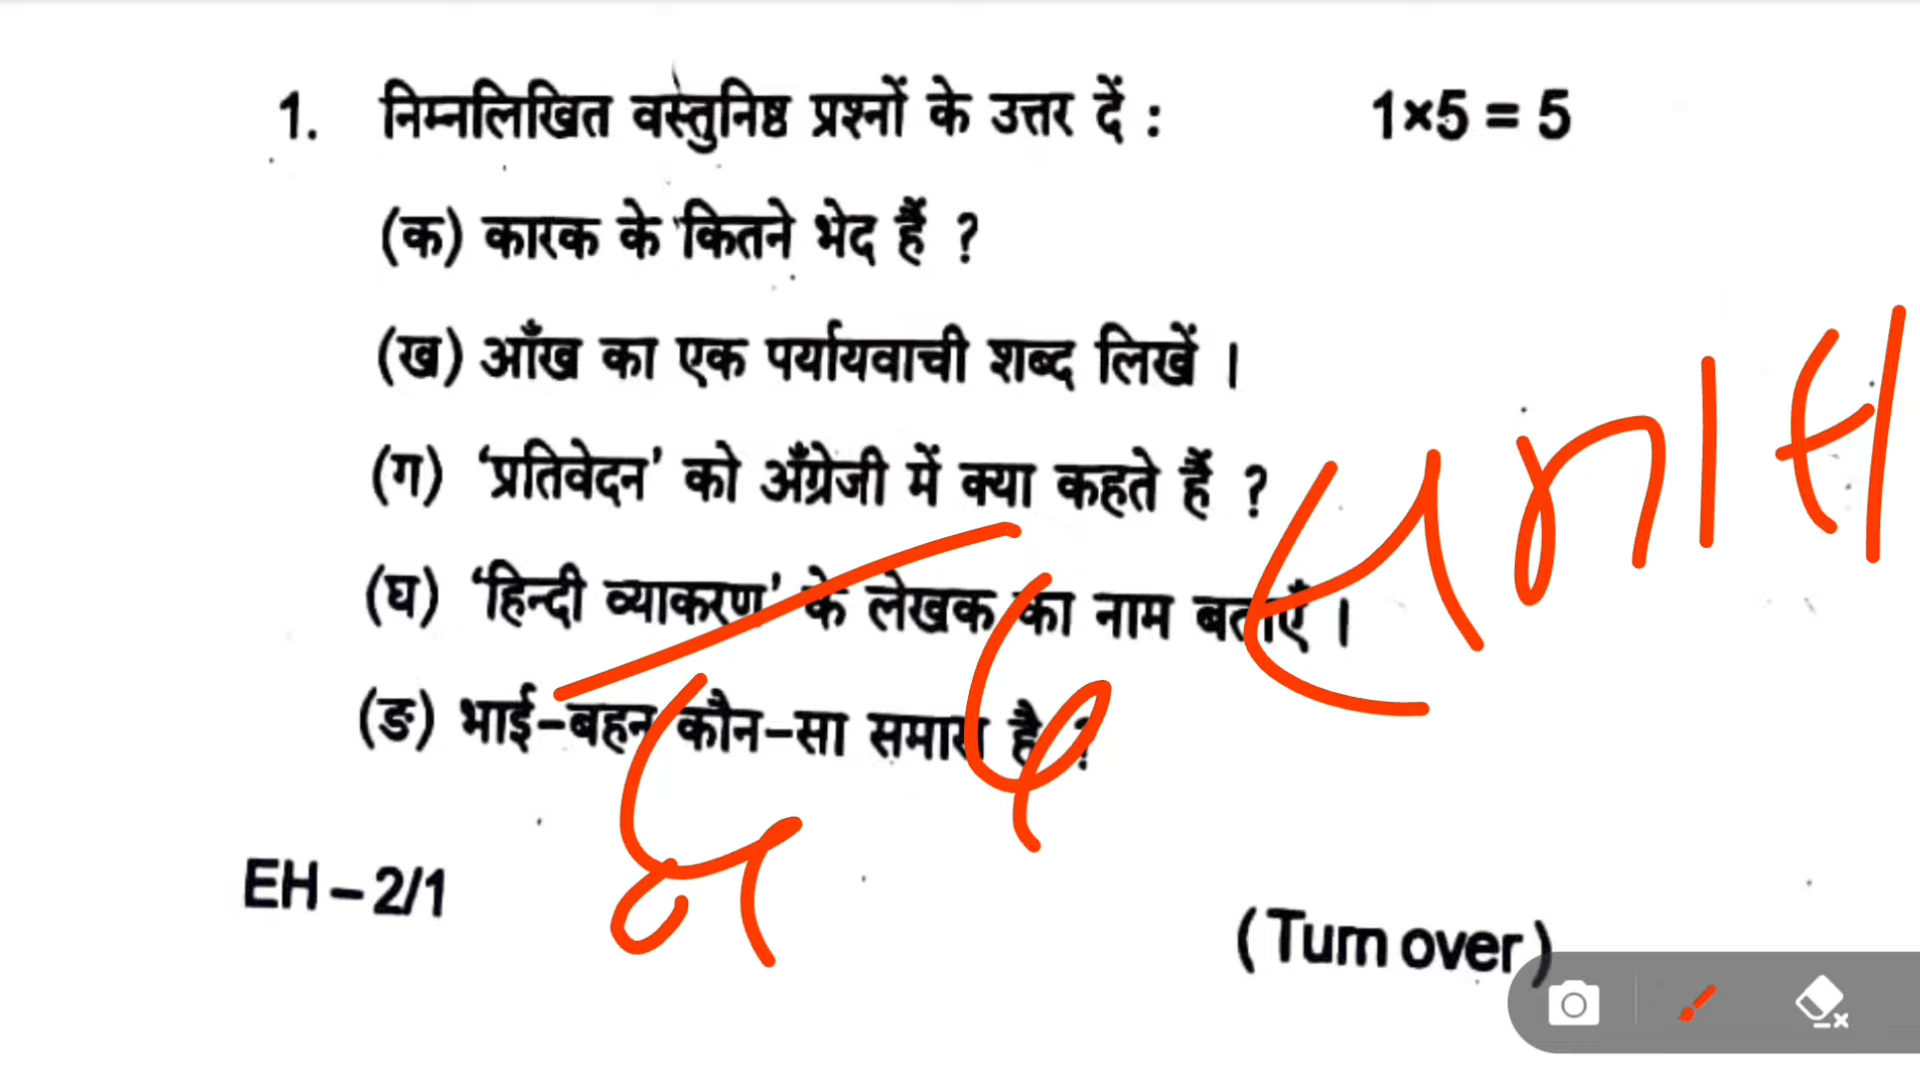 1. निम्नलिखित वस्तुनिष्ठ प्रश्नों के उत्तर दें : 1×5 = 5
(क) कारक के कितने भेद हैं ?
(ख) आँख का एक पर्यायवाची शब्द लिखें ।
(ग) ‘प्रतिवेदन’ को अँग्रेजी में क्या कहते हैं ?
(घ) ‘हिन्दी व्याकरण’ के लेखक का नाम बताएँ ।
(ङ) भाई–बहन कौन–सा समास है ?
द्वंद समास
EH – 2/1
(Turn over)